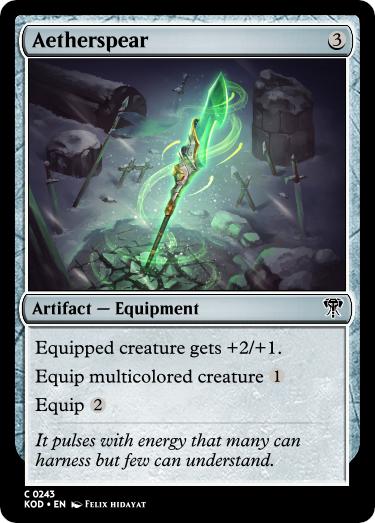 Aetherspear 3
Artifact — Equipment
Equipped creature gets +2/+1.
Equip multicolored creature 1
Equip 2
It pulses with energy that many can
harness but few can understand.
C 0243
KOD • EN Felix Hidayat